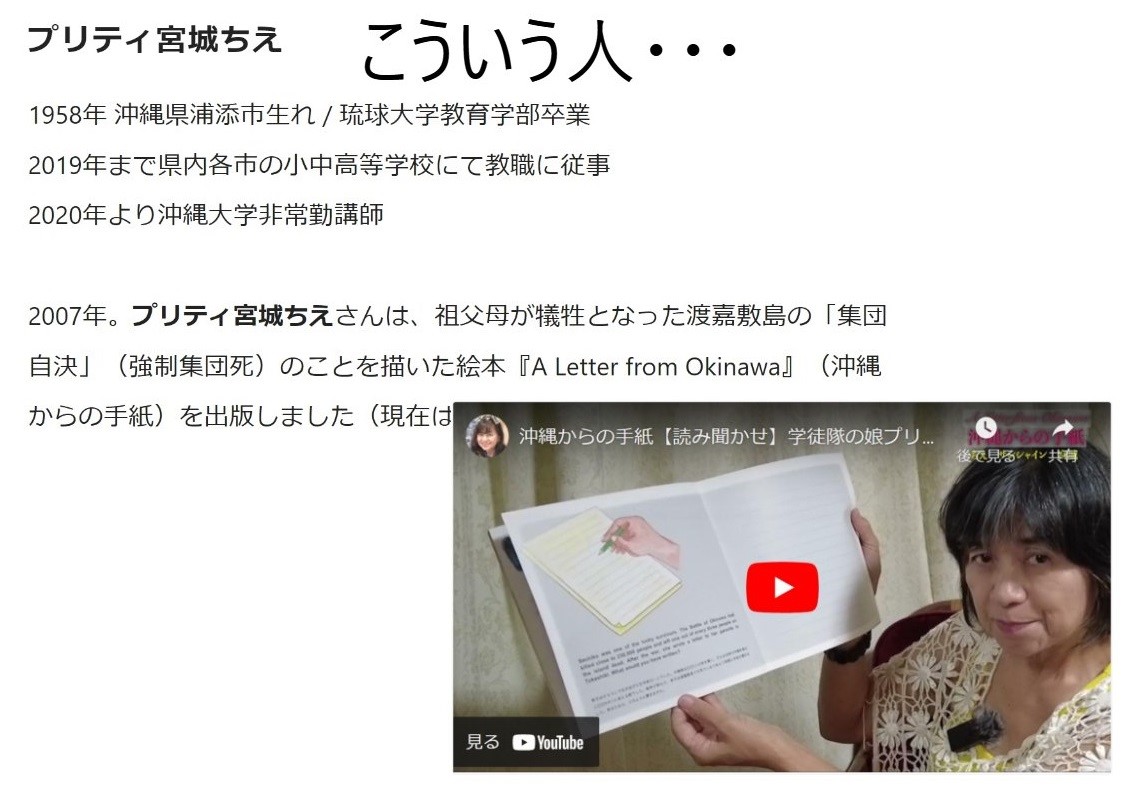 プリティ宮城ちえ
こういう人・・・
1958年 沖縄県浦添市生れ / 琉球大学教育学部卒業
2019年まで県内各市の小中高等学校にて教職に従事
2020年より沖縄大学非常勤講師
2007年。プリティ宮城ちえさんは、祖父母が犠牲となった渡嘉敷島の「集団
自決」（強制集団死）のことを描いた絵本『A Letter from Okinawa』（沖縄
からの手紙）を出版しました（現在は
沖縄からの手紙【読み聞かせ】学徒隊の娘プリ...
沖縄からの手紙
後で見る
共有
見る
YouTube